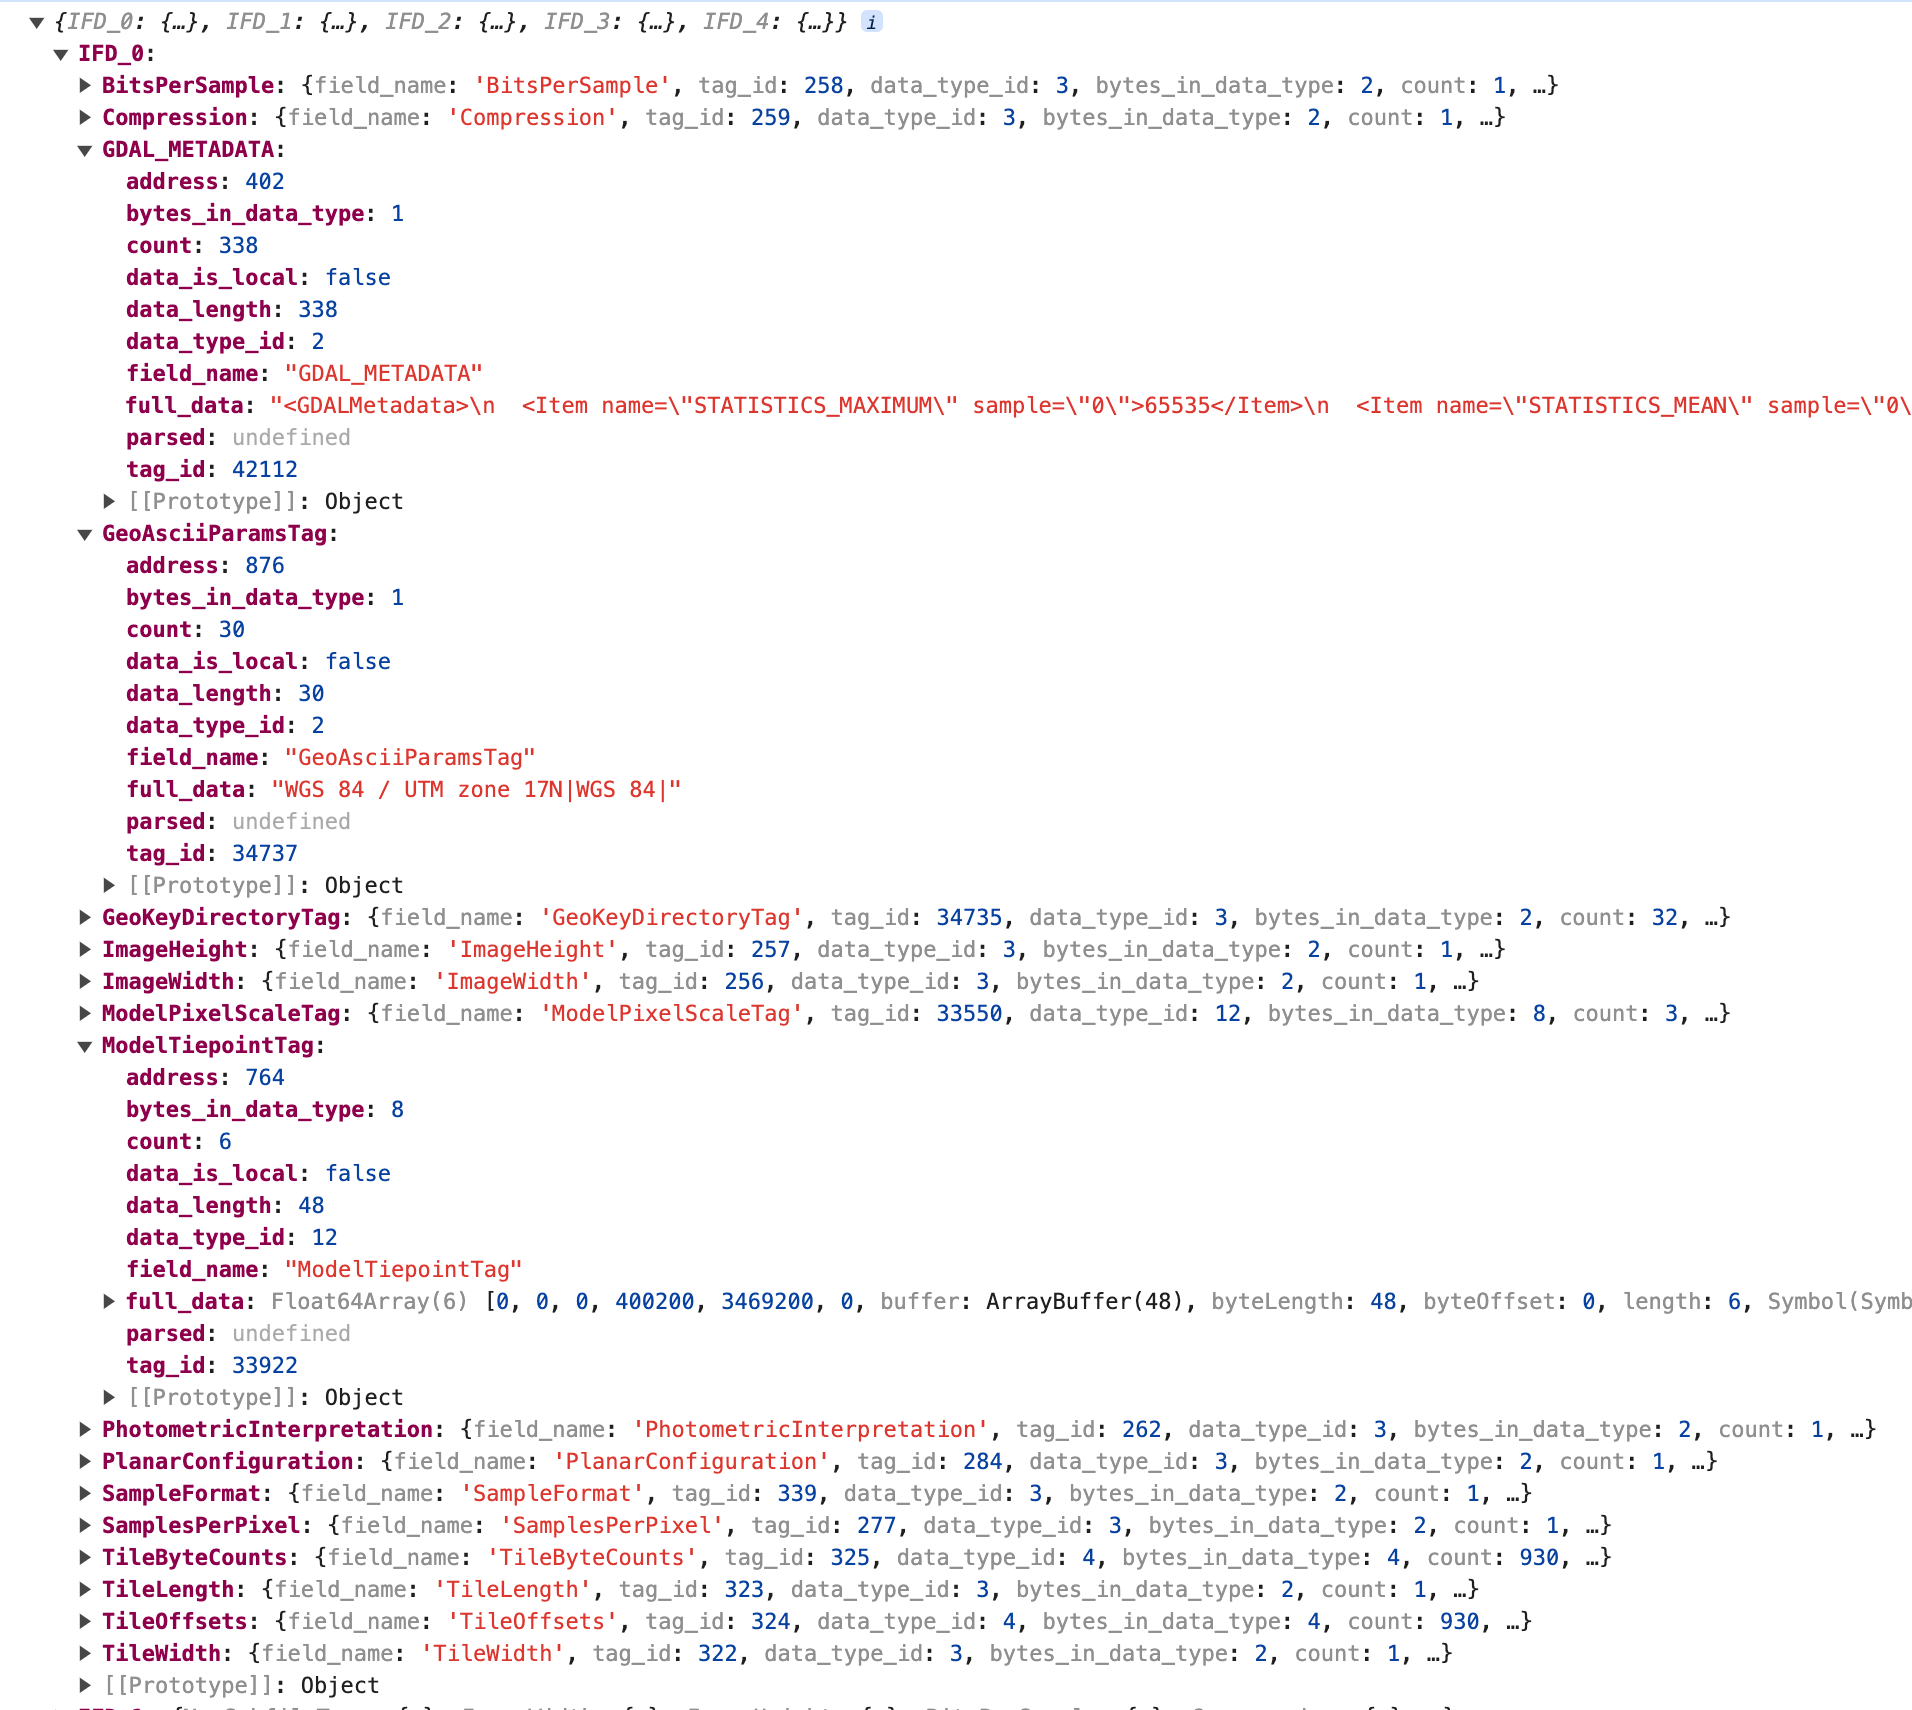 ▼ {IFD_0: {…}, IFD_1: {…}, IFD_2: {…}, IFD_3: {…}, IFD_4: {…}} i
▼ IFD_0:
▶ BitsPerSample: {field_name: 'BitsPerSample', tag_id: 258, data_type_id: 3, bytes_in_data_type: 2, count: 1, …}
▶ Compression: {field_name: 'Compression', tag_id: 259, data_type_id: 3, bytes_in_data_type: 2, count: 1, …}
▼ GDAL_METADATA:
address: 402
bytes_in_data_type: 1
count: 338
data_is_local: false
data_length: 338
data_type_id: 2
field_name: "GDAL_METADATA"
full_data: "<GDALMetadata>\n  <Item name=\"STATISTICS_MAXIMUM\" sample=\"0\">65535</Item>\n  <Item name=\"STATISTICS_MEAN\" sample=\"0\
parsed: undefined
tag_id: 42112
▶ [[Prototype]]: Object
▼ GeoAsciiParamsTag:
address: 876
bytes_in_data_type: 1
count: 30
data_is_local: false
data_length: 30
data_type_id: 2
field_name: "GeoAsciiParamsTag"
full_data: "WGS 84 / UTM zone 17N|WGS 84|"
parsed: undefined
tag_id: 34737
▶ [[Prototype]]: Object
▶ GeoKeyDirectoryTag: {field_name: 'GeoKeyDirectoryTag', tag_id: 34735, data_type_id: 3, bytes_in_data_type: 2, count: 32, …}
▶ ImageHeight: {field_name: 'ImageHeight', tag_id: 257, data_type_id: 3, bytes_in_data_type: 2, count: 1, …}
▶ ImageWidth: {field_name: 'ImageWidth', tag_id: 256, data_type_id: 3, bytes_in_data_type: 2, count: 1, …}
▶ ModelPixelScaleTag: {field_name: 'ModelPixelScaleTag', tag_id: 33550, data_type_id: 12, bytes_in_data_type: 8, count: 3, …}
▼ ModelTiepointTag:
address: 764
bytes_in_data_type: 8
count: 6
data_is_local: false
data_length: 48
data_type_id: 12
field_name: "ModelTiepointTag"
▶ full_data: Float64Array(6) [0, 0, 0, 400200, 3469200, 0, buffer: ArrayBuffer(48), byteLength: 48, byteOffset: 0, length: 6, Symbol(Symb
parsed: undefined
tag_id: 33922
▶ [[Prototype]]: Object
▶ PhotometricInterpretation: {field_name: 'PhotometricInterpretation', tag_id: 262, data_type_id: 3, bytes_in_data_type: 2, count: 1, …}
▶ PlanarConfiguration: {field_name: 'PlanarConfiguration', tag_id: 284, data_type_id: 3, bytes_in_data_type: 2, count: 1, …}
▶ SampleFormat: {field_name: 'SampleFormat', tag_id: 339, data_type_id: 3, bytes_in_data_type: 2, count: 1, …}
▶ SamplesPerPixel: {field_name: 'SamplesPerPixel', tag_id: 277, data_type_id: 3, bytes_in_data_type: 2, count: 1, …}
▶ TileByteCounts: {field_name: 'TileByteCounts', tag_id: 325, data_type_id: 4, bytes_in_data_type: 4, count: 930, …}
▶ TileLength: {field_name: 'TileLength', tag_id: 323, data_type_id: 3, bytes_in_data_type: 2, count: 1, …}
▶ TileOffsets: {field_name: 'TileOffsets', tag_id: 324, data_type_id: 4, bytes_in_data_type: 4, count: 930, …}
▶ TileWidth: {field_name: 'TileWidth', tag_id: 322, data_type_id: 3, bytes_in_data_type: 2, count: 1, …}
▶ [[Prototype]]: Object